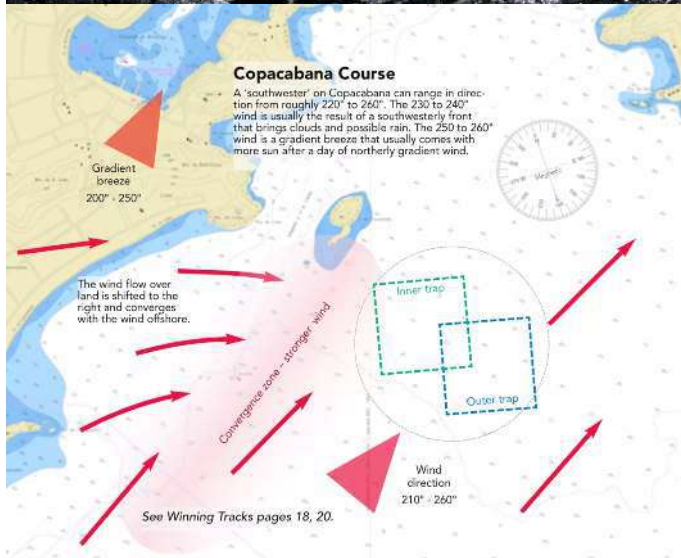 Copacabana Course
A 'southwester' on Copacabana can range in direc-
tion from roughly 220° to 260°. The 230 to 240°
wind is usually the result of a southwesterly front
that brings clouds and possible rain. The 250 to 260°
wind is a gradient breeze that usually comes with
more sun after a day of northerly gradient wind.
Gradient
breeze
200° - 250°
The wind flow over
land is shifted to the
right and converges
with the wind offshore.
Inner trap
Convergence zone – stronger wind
Outer trap
Wind
direction
210° - 260°
See Winning Tracks pages 18, 20.